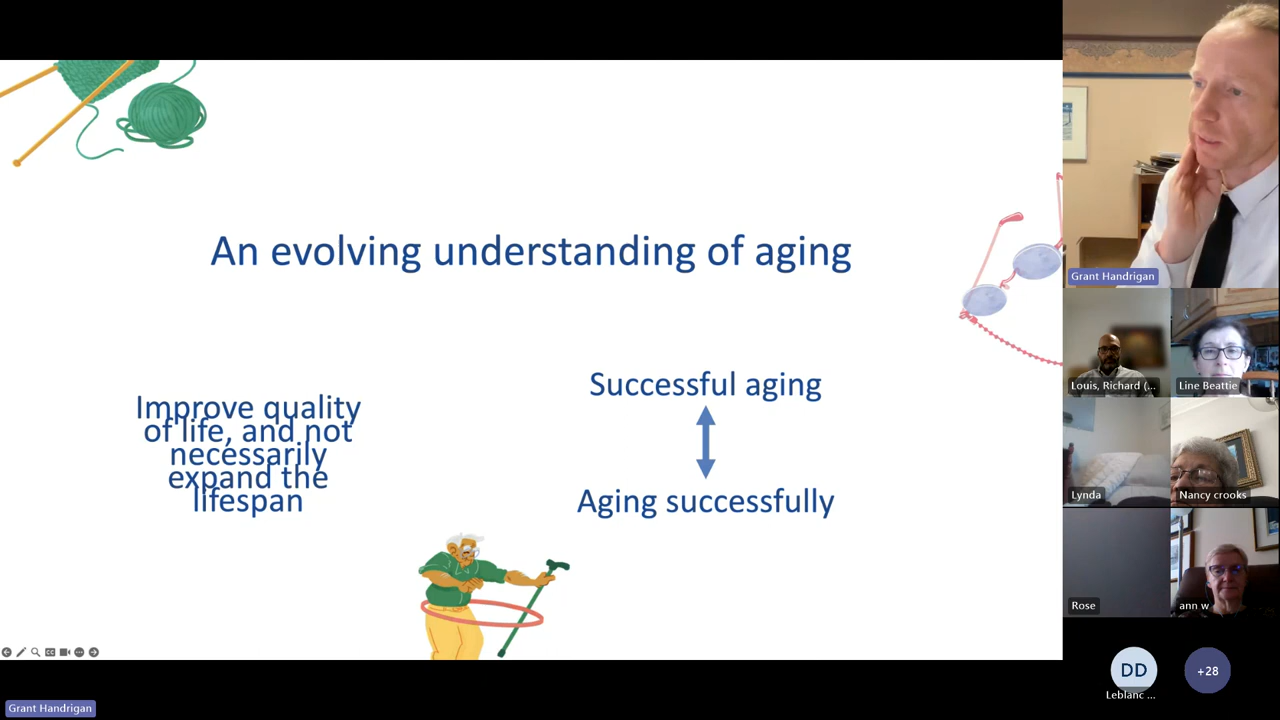 An evolving understanding of aging
Improve quality
of life, and not
necessarily
expand the
lifespan
Successful aging
Aging successfully
Grant Handrigan
Louis, Richard (...
Line Beattie
Lynda
Nancy crooks
Rose
ann w
DD
Leblanc ...
+28
Grant Handrigan